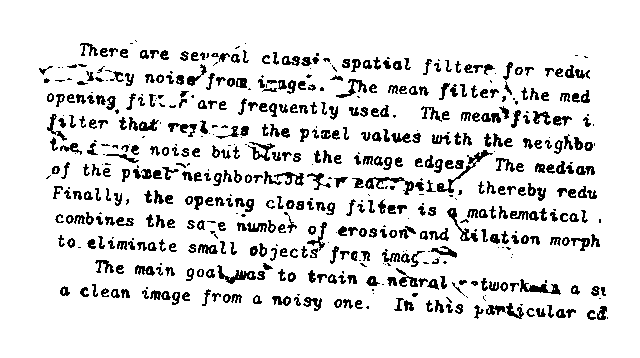 There are several classic spatial filters for reduc
noise from images. The mean filter, the med
opening filter are frequently used. The mean filter i
filter that replaces the pixel values with the neighbo
the image noise but blurs the image edges. The median
of the pixel neighborhood for each pixel, thereby redu
Finally, the opening closing filter is a mathematical
combines the same number of erosion and dilation morph
to eliminate small objects from images.
The main goal was to train a neural network in a s
a clean image from a noisy one. In this particular ca